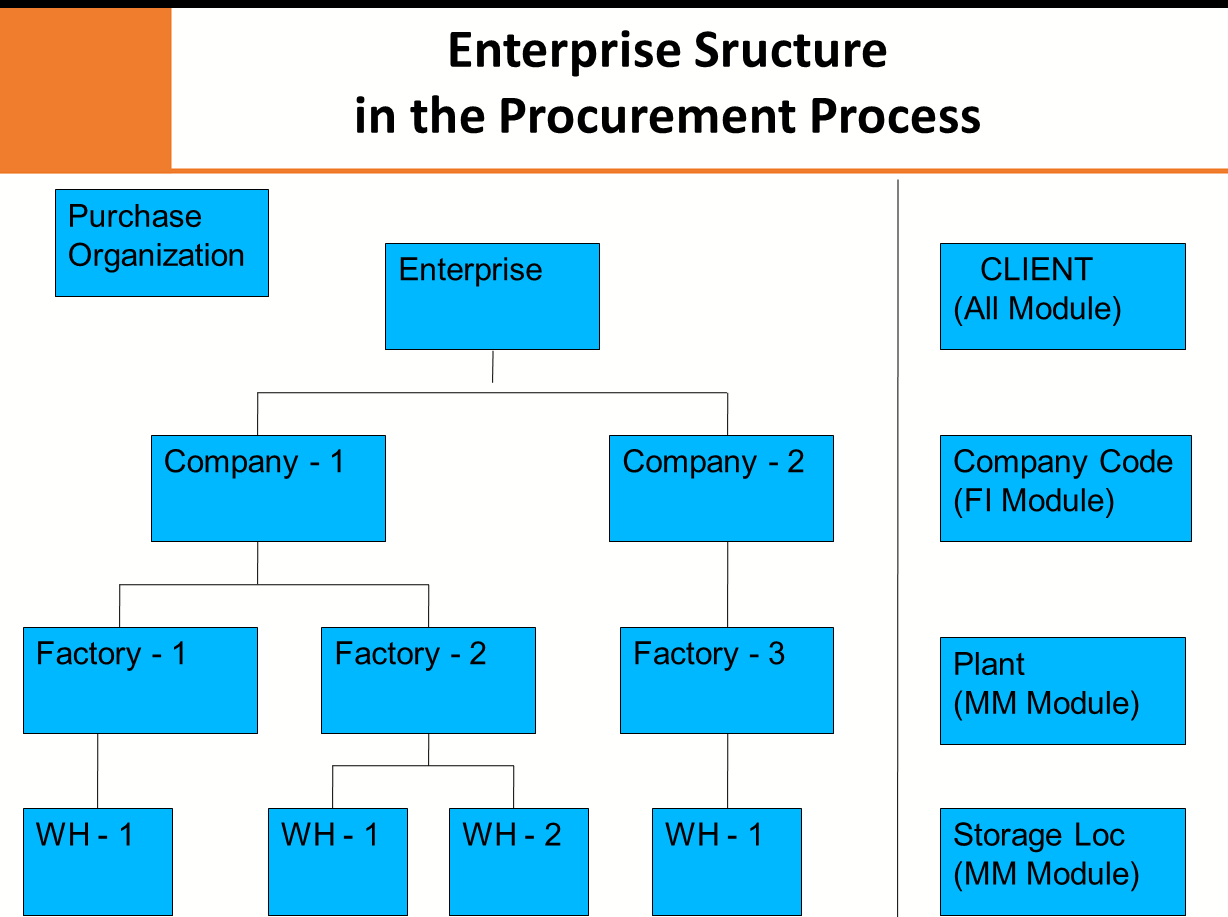 Enterprise Sructure
in the Procurement Process
Purchase
Organization
Enterprise
CLIENT
(All Module)
Company - 1
Company - 2
Company Code
(FI Module)
Factory - 1
Factory - 2
Factory - 3
Plant
(MM Module)
WH - 1
WH - 1
WH - 2
WH - 1
Storage Loc
(MM Module)